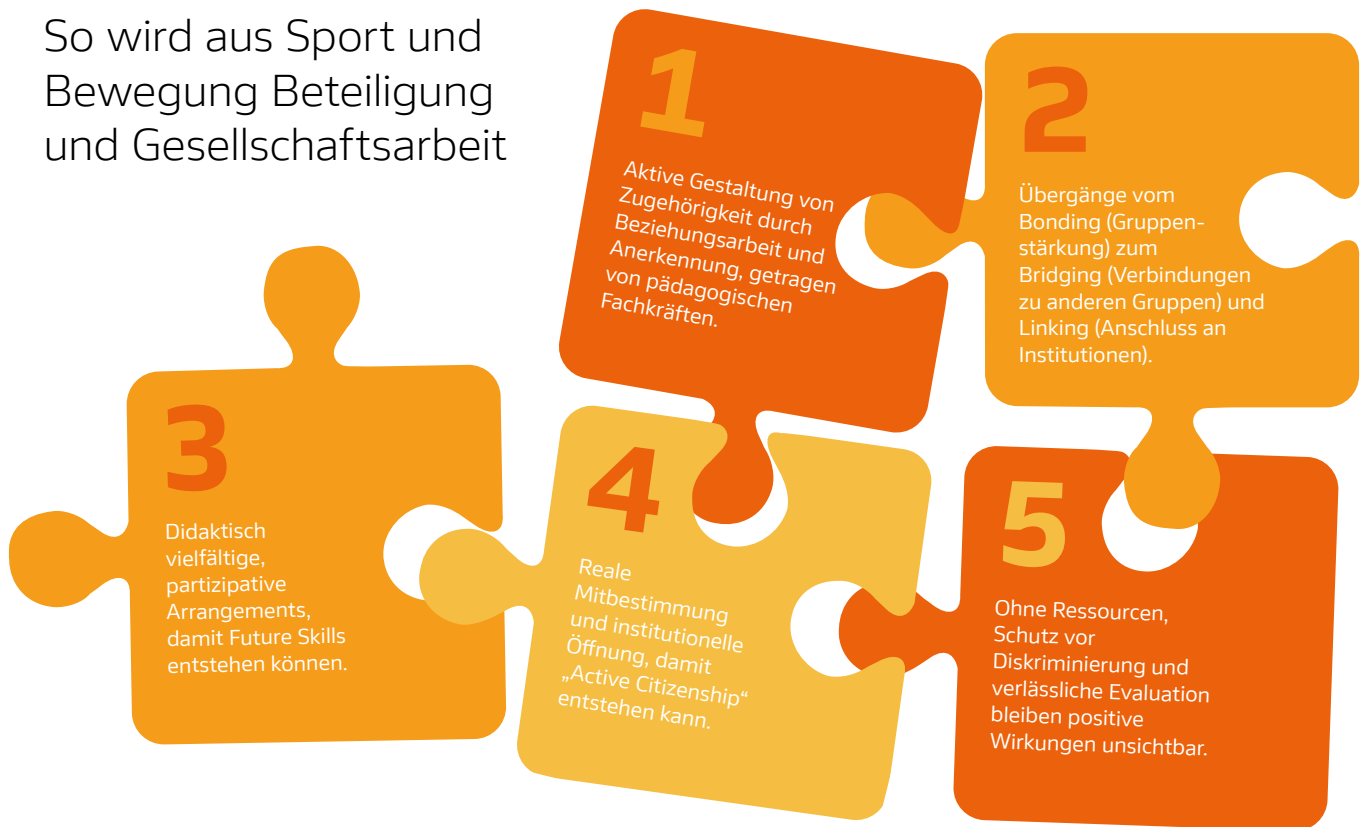 So wird aus Sport und
Bewegung Beteiligung
und Gesellschaftsarbeit
1
Aktive Gestaltung von
Zugehörigkeit durch
Beziehungsarbeit und
Anerkennung, getragen
von pädagogischen
Fachkräften.
2
Übergänge vom
Bonding (Gruppen-
stärkung) zum
Bridging (Verbindungen
zu anderen Gruppen) und
Linking (Anschluss an
Institutionen).
3
Didaktisch
vielfältige,
partizipative
Arrangements,
damit Future Skills
entstehen können.
4
Reale
Mitbestimmung
und institutionelle
Öffnung, damit
„Active Citizenship“
entstehen kann.
5
Ohne Ressourcen,
Schutz vor
Diskriminierung und
verlässliche Evaluation
bleiben positive
Wirkungen unsichtbar.